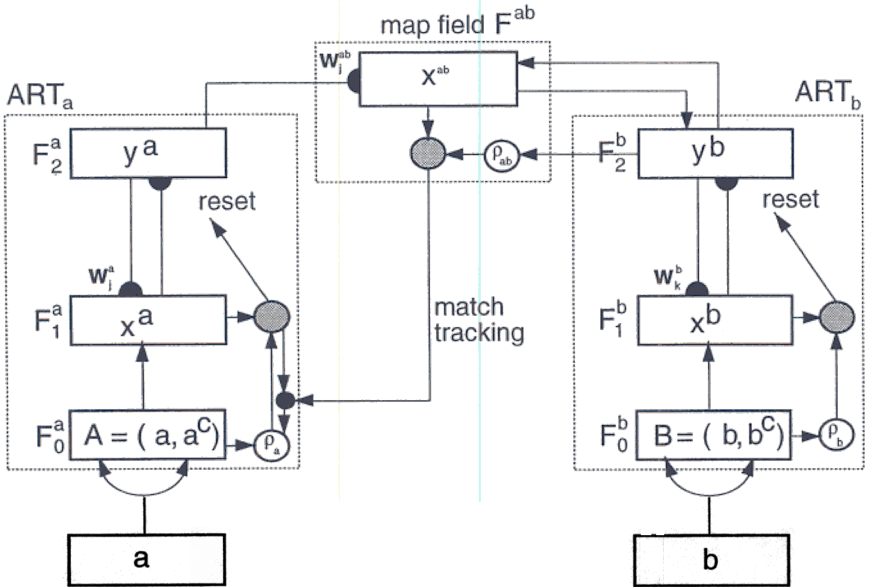 map field F^ab
w_j^ab
x^ab
ART_a
ART_b
F_2^a
y^a
ρ_ab
F_2^b
y^b
reset
reset
w_j^a
w_k^b
match
tracking
F_1^a
x^a
F_1^b
x^b
F_0^a
A = ( a, a^c)
ρ_a
F_0^b
B = ( b, b^c)
ρ_b
a
b